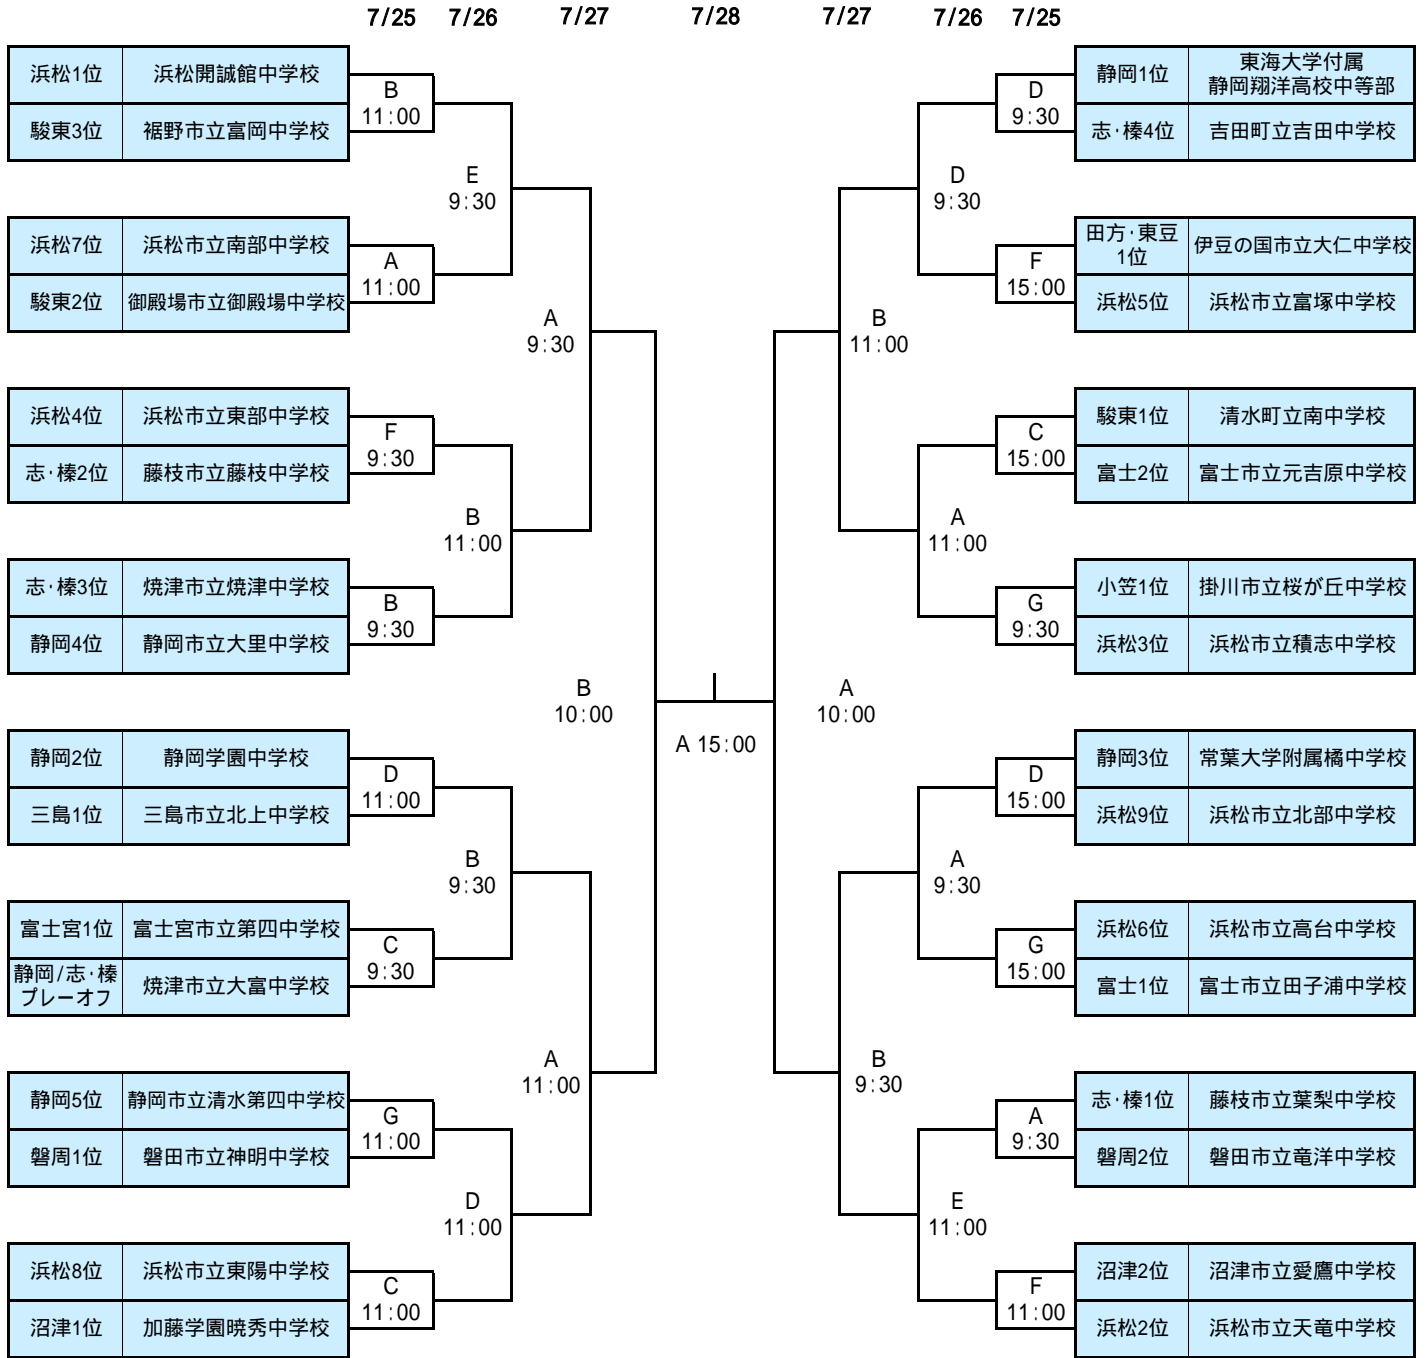 7/25 7/26 7/27 7/28 7/27 7/26 7/25
浜松1位 浜松開誠館中学校
駿東3位 裾野市立富岡中学校
B
11:00
E
9:30
浜松7位 浜松市立南部中学校
駿東2位 御殿場市立御殿場中学校
A
11:00
A
9:30
浜松4位 浜松市立東部中学校
志・榛2位 藤枝市立藤枝中学校
F
9:30
B
11:00
志・榛3位 焼津市立焼津中学校
静岡4位 静岡市立大里中学校
B
9:30
B
10:00
静岡2位 静岡学園中学校
三島1位 三島市立北上中学校
D
11:00
B
9:30
富士宮1位 富士宮市立第四中学校
静岡/志・榛
プレーオフ
焼津市立大富中学校
C
9:30
A
11:00
静岡5位 静岡市立清水第四中学校
磐周1位 磐田市立神明中学校
G
11:00
D
11:00
浜松8位 浜松市立東陽中学校
沼津1位 加藤学園暁秀中学校
C
11:00
A 15:00
静岡1位
東海大学付属
静岡翔洋高校中等部
志・榛4位 吉田町立吉田中学校
D
9:30
D
9:30
田方・東豆
1位
伊豆の国市立大仁中学校
浜松5位 浜松市立富塚中学校
F
15:00
B
11:00
駿東1位 清水町立南中学校
富士2位 富士市立元吉原中学校
C
15:00
A
11:00
小笠1位 掛川市立桜が丘中学校
浜松3位 浜松市立積志中学校
G
9:30
A
10:00
静岡3位 常葉大学附属橘中学校
浜松9位 浜松市立北部中学校
D
15:00
A
9:30
浜松6位 浜松市立高台中学校
富士1位 富士市立田子浦中学校
G
15:00
B
9:30
志・榛1位 藤枝市立葉梨中学校
磐周2位 磐田市立竜洋中学校
A
9:30
E
11:00
沼津2位 沼津市立愛鷹中学校
浜松2位 浜松市立天竜中学校
F
11:00